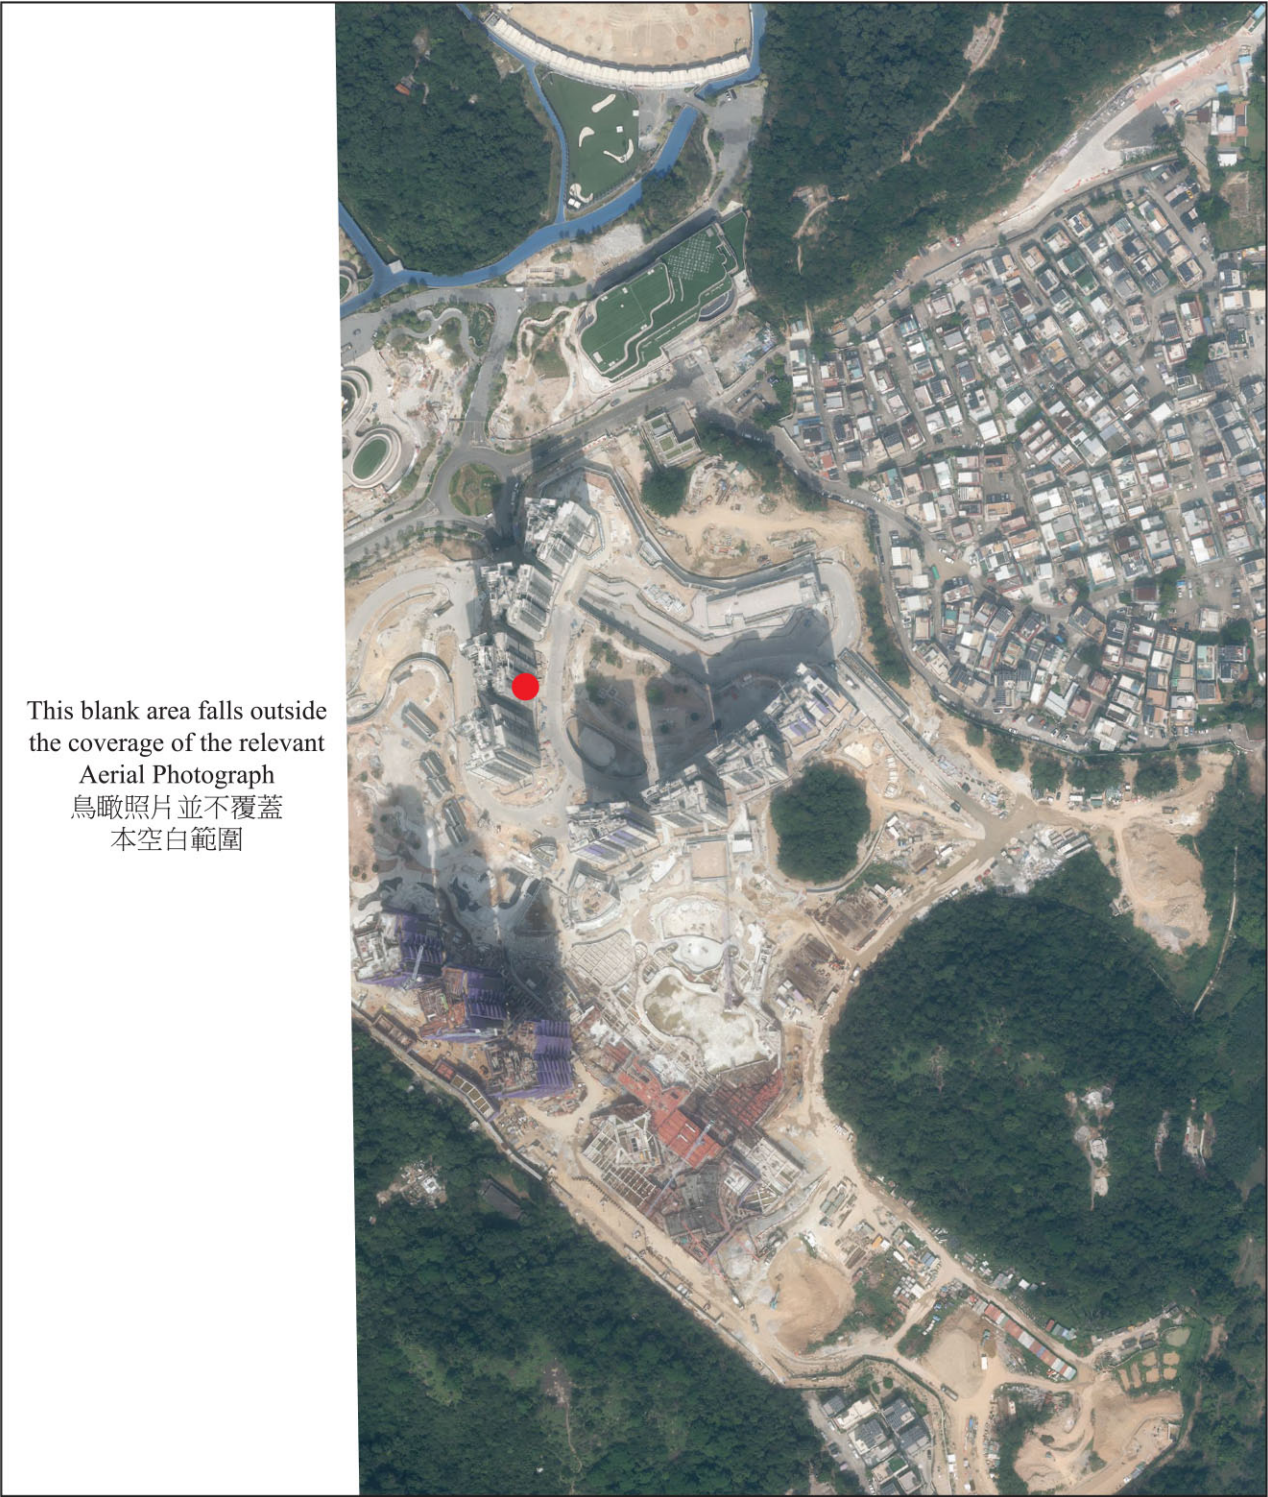 This blank area falls outside
the coverage of the relevant
Aerial Photograph
鳥瞰照片並不覆蓋
本空白範圍